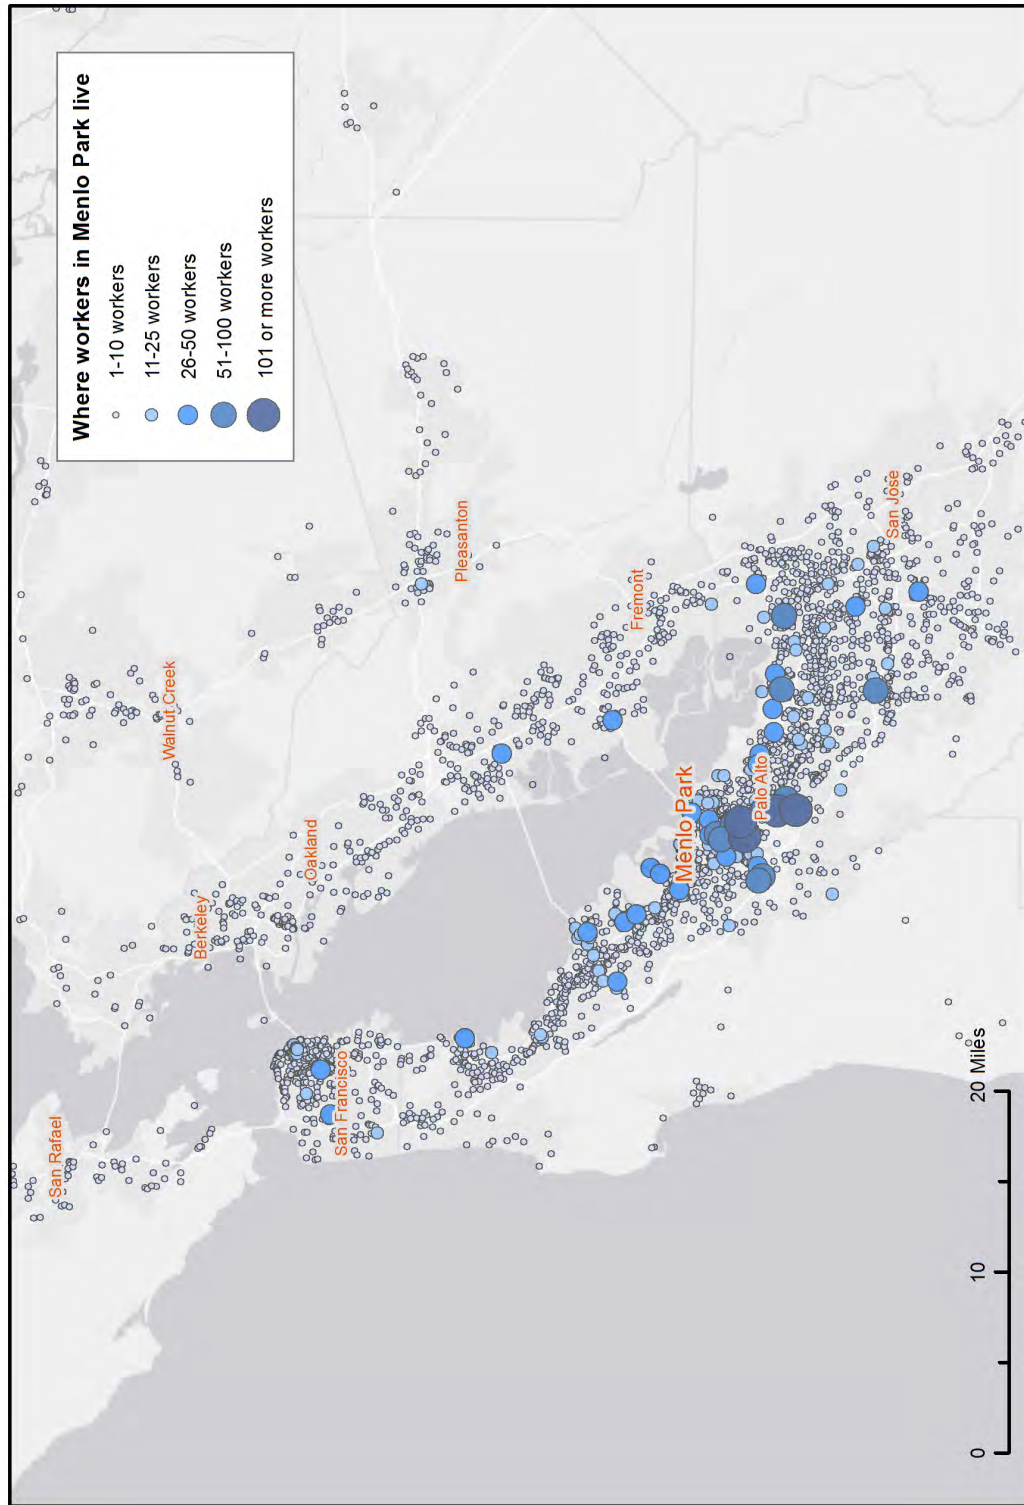 Where workers in Menlo Park live
1-10 workers
11-25 workers
26-50 workers
51-100 workers
101 or more workers
San Rafael
Berkeley
Walnut Creek
Oakland
San Francisco
Pleasanton
Fremont
Menlo Park
Palo Alto
San Jose
0
10
20 Miles